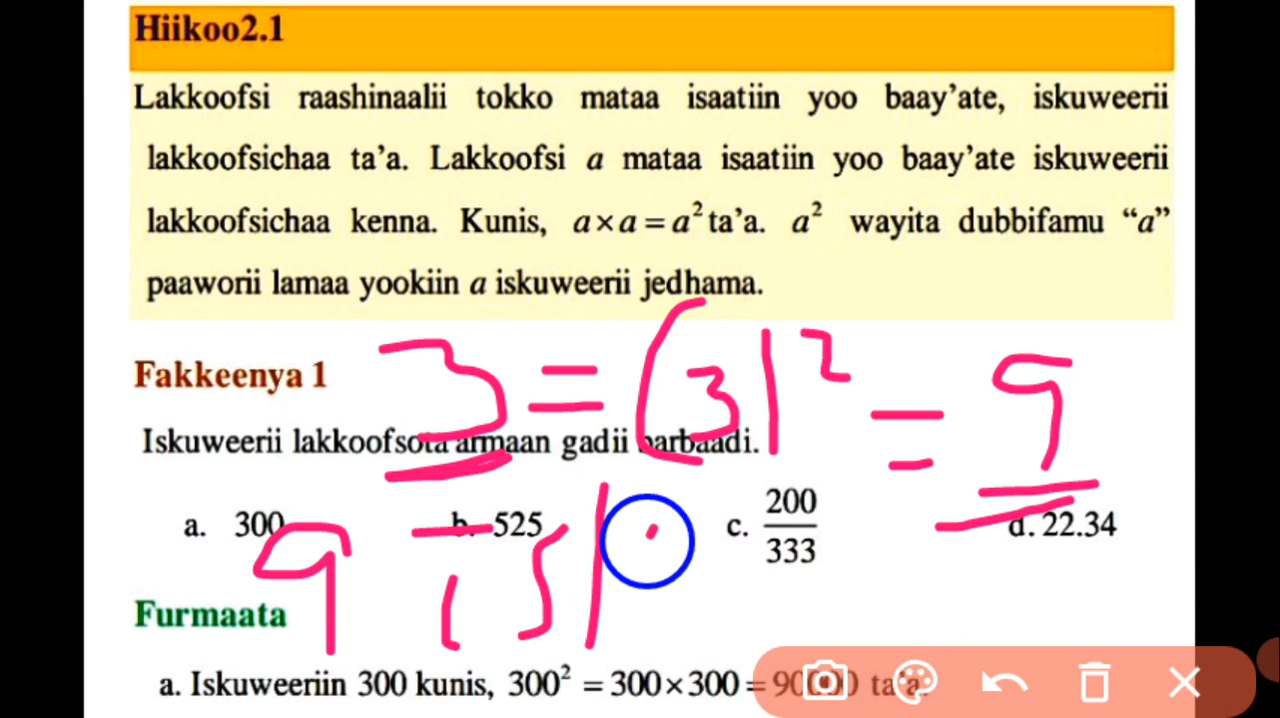 Hiikoo2.1
Lakkoofsi raashinaalii tokko mataa isaatiin yoo baay’ate, iskuweerii
lakkoofsichaa ta’a. Lakkoofsi a mataa isaatiin yoo baay’ate iskuweerii
lakkoofsichaa kenna. Kunis, a×a=a² ta’a. a² wayita dubbifamu “a”
paaworii lamaa yookiin a iskuweerii jedhama.
3 = (3)² = 9
Fakkeenya 1
Iskuweerii lakkoofsota armaan gadii barbaadi.
a. 300 b. 525 c. 200/333 d. 22.34
9
Furmaata
a. Iskuweeriin 300 kunis, 300² = 300×300 = ta’a.